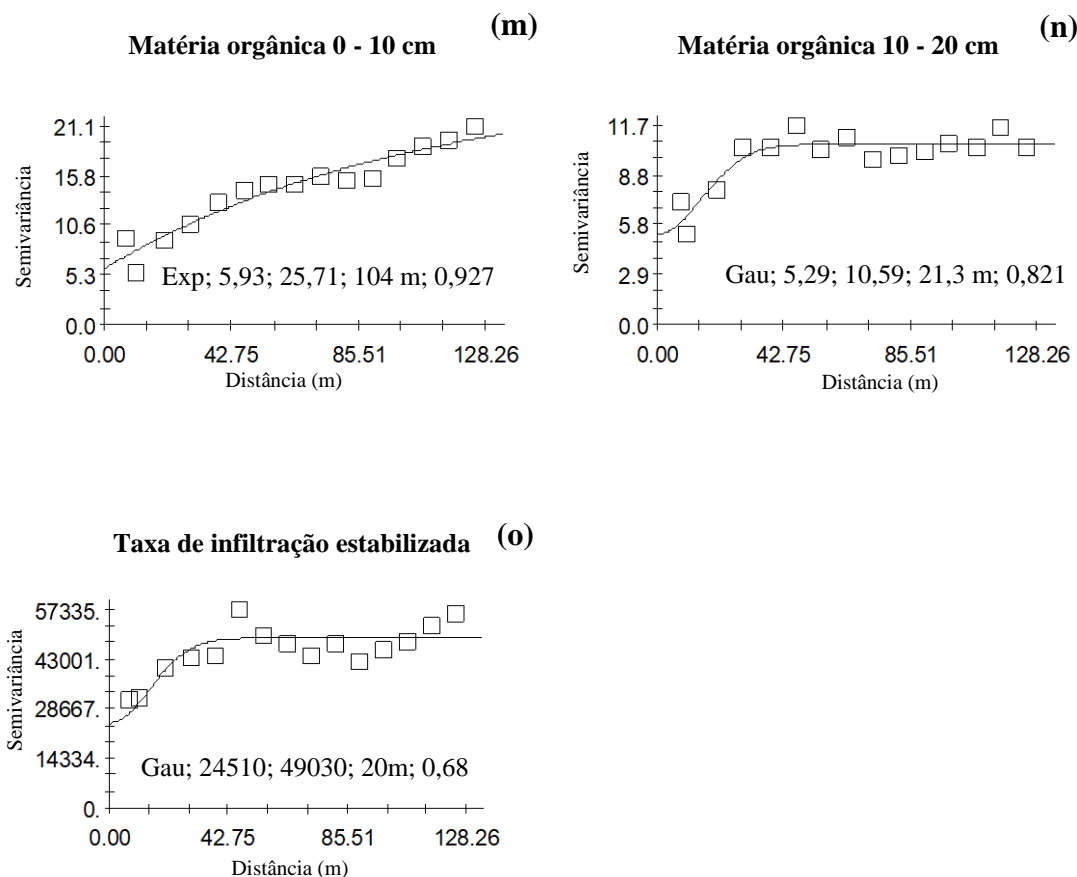 (m)
Matéria orgânica 0 - 10 cm
21.1
15.8
10.6
5.3
0.0
Semivariância
Exp; 5,93; 25,71; 104 m; 0,927
0.00 42.75 85.51 128.26
Distância (m)
(n)
Matéria orgânica 10 - 20 cm
11.7
8.8
5.8
2.9
0.0
Semivariância
Gau; 5,29; 10,59; 21,3 m; 0,821
0.00 42.75 85.51 128.26
Distância (m)
(o)
Taxa de infiltração estabilizada
57335.
43001.
28667.
14334.
0.
Semivariância
Gau; 24510; 49030; 20m; 0,68
0.00 42.75 85.51 128.26
Distância (m)